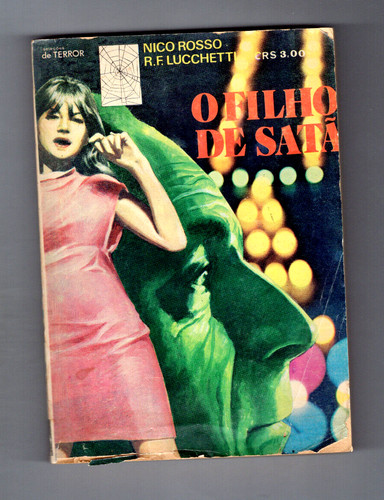 de TERROR
NICO ROSSO
R.F. LUCCHETTI CR$ 3.00
O FILHO
DE SATÃ